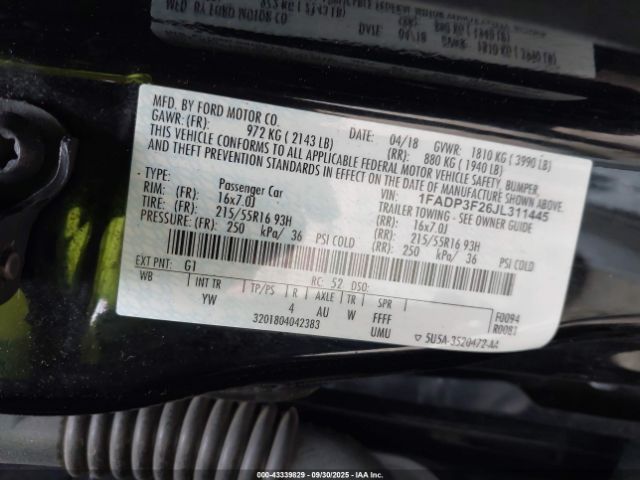 MFD. BY FORD MOTOR CO.
DATE: 04/18 GVWR: 1810 KG ( 3990 LB)
GAWR: (FR): 972 KG ( 2143 LB) (RR): 880 KG ( 1940 LB)
THIS VEHICLE CONFORMS TO ALL APPLICABLE FEDERAL MOTOR VEHICLE SAFETY, BUMPER,
AND THEFT PREVENTION STANDARDS IN EFFECT ON THE DATE OF MANUFACTURE SHOWN ABOVE.
VIN: 1FADP3F26JL311445
TYPE: Passenger Car TRAILER TOWING - SEE OWNER GUIDE
RIM: (FR) 16x7.0J (RR) 16x7.0J
TIRE: (FR) 215/55R16 93H (RR) 215/55R16 93H
PRESSURE: (FR) 250 kPa/ 36 PSI COLD (RR) 250 kPa/ 36 PSI COLD
EXT PNT: G1 RC: 52 DSO:
WB INT TR TP/PS R AXLE TR SPR
YW 4 AU W FFFF F0094
UMU R0081
3201804042383 5U5A-3520472-AA
000-43339829 - 09/30/2025 - IAAI.com